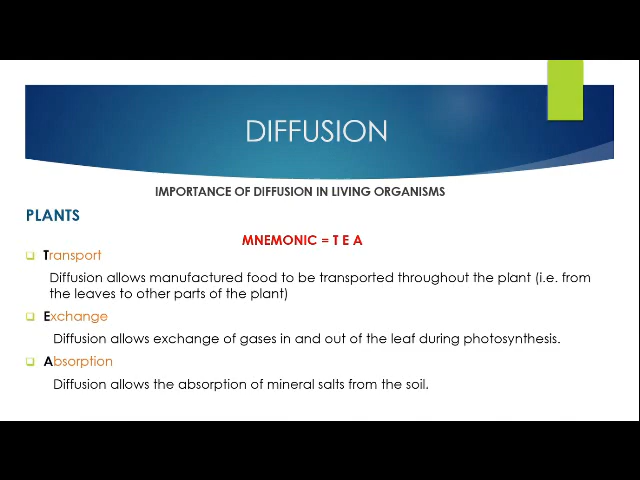 DIFFUSION
IMPORTANCE OF DIFFUSION IN LIVING ORGANISMS
PLANTS
MNEMONIC = T E A
Transport
Diffusion allows manufactured food to be transported throughout the plant (i.e. from
the leaves to other parts of the plant)
Exchange
Diffusion allows exchange of gases in and out of the leaf during photosynthesis.
Absorption
Diffusion allows the absorption of mineral salts from the soil.